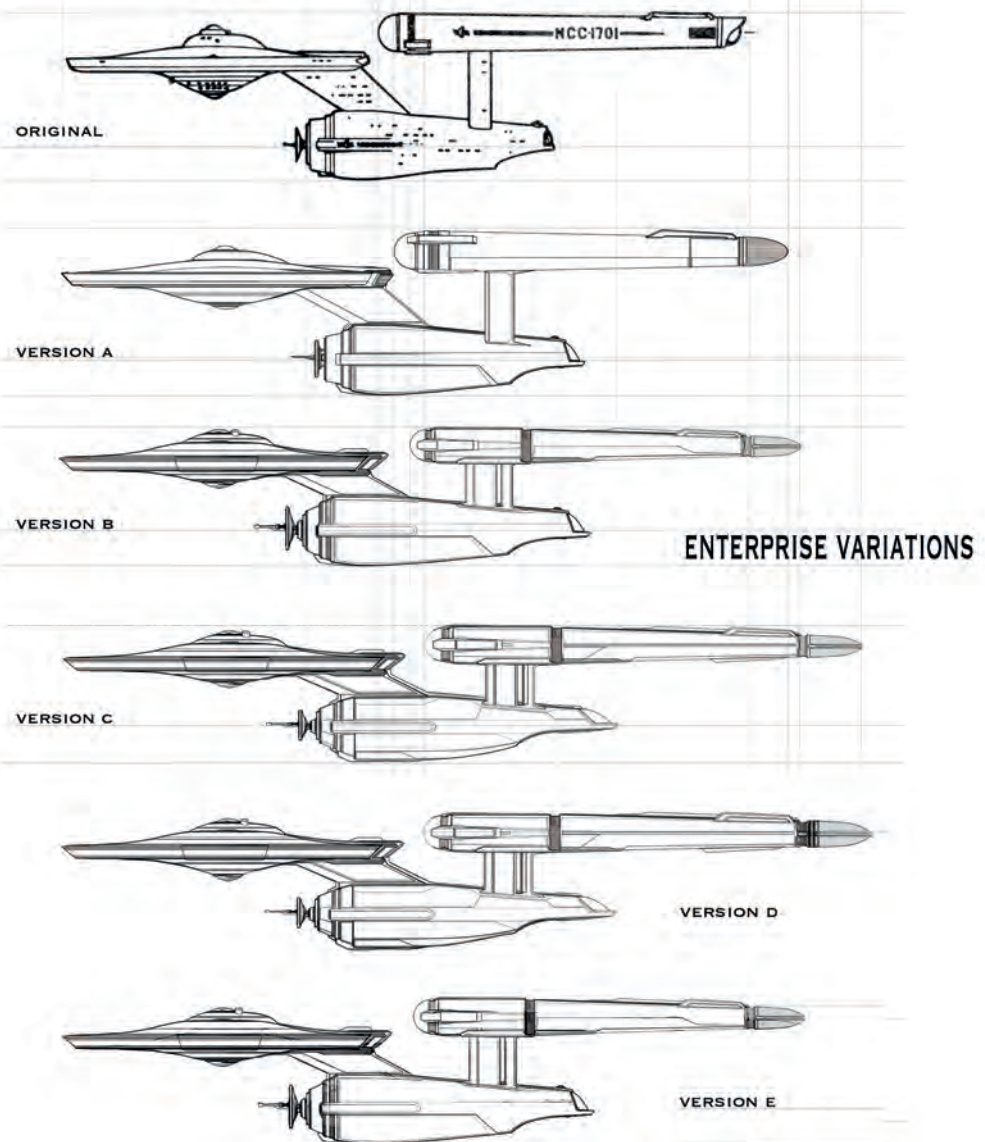 NCC-1701
ORIGINAL
VERSION A
VERSION B
ENTERPRISE VARIATIONS
VERSION C
VERSION D
VERSION E